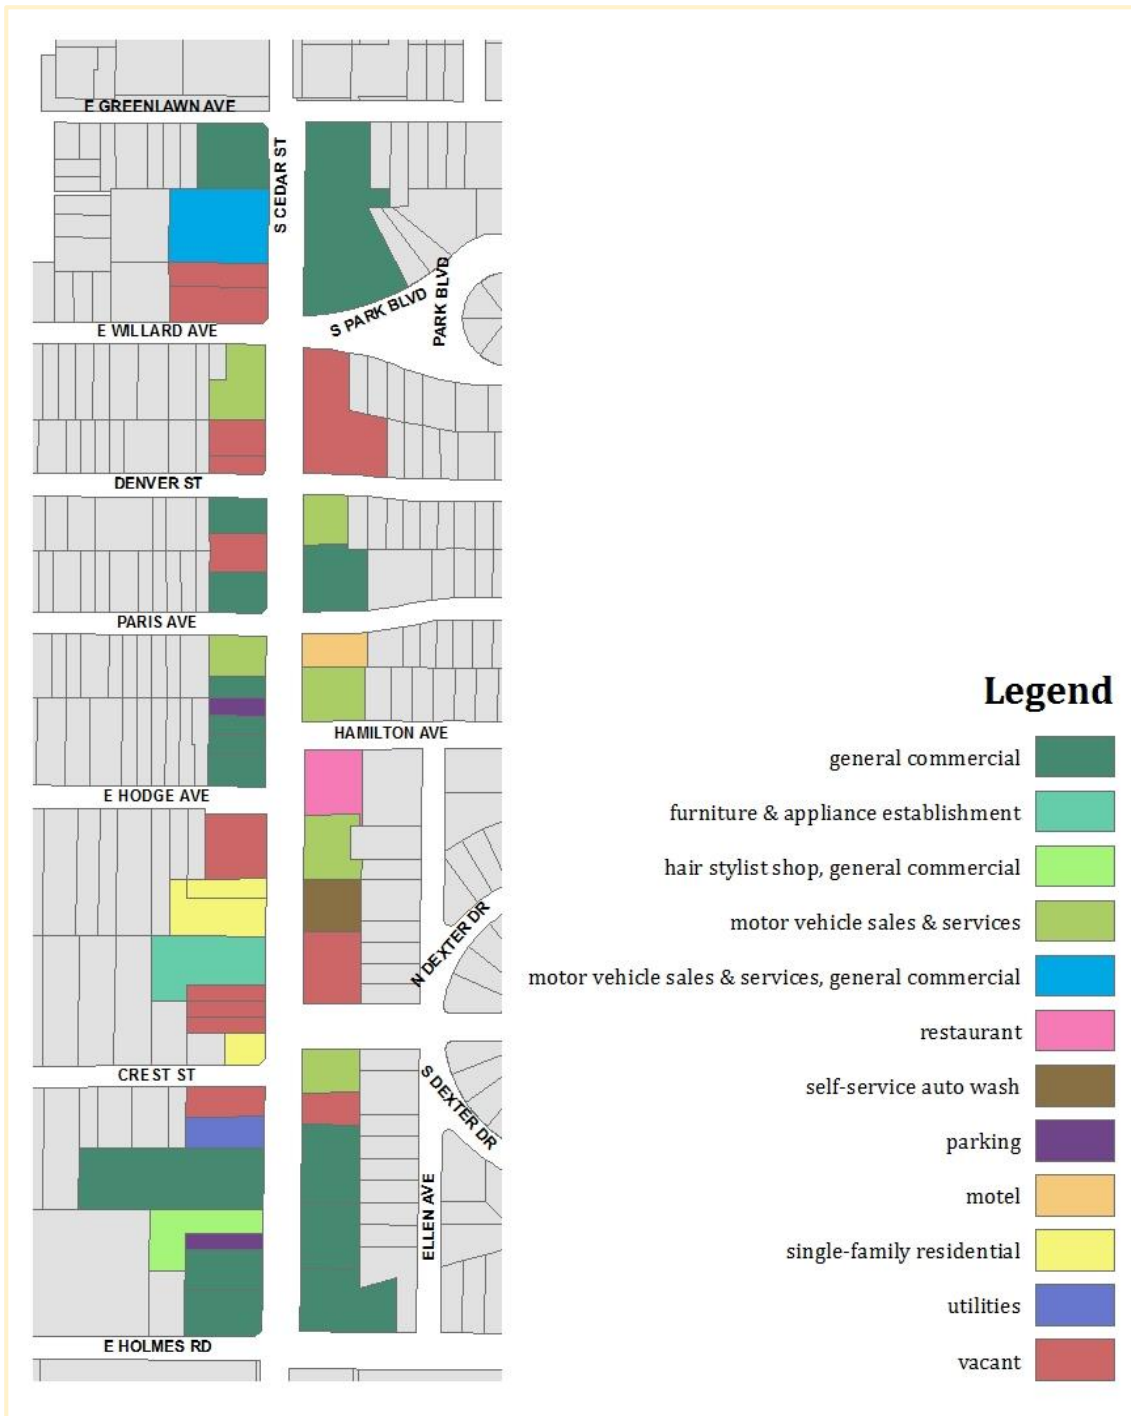 E GREENLAWN AVE
S CEDAR ST
S PARK BLVD
PARK BLVD
E WILLARD AVE
DENVER ST
PARIS AVE
HAMILTON AVE
E HODGE AVE
N DEXTER DR
CREST ST
S DEXTER DR
ELLEN AVE
E HOLMES RD
Legend
general commercial
furniture & appliance establishment
hair stylist shop, general commercial
motor vehicle sales & services
motor vehicle sales & services, general commercial
restaurant
self-service auto wash
parking
motel
single-family residential
utilities
vacant